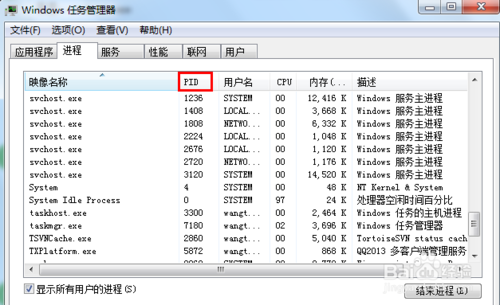 Windows 任务管理器
文件(F) 选项(O) 查看(V) 帮助(H)
应用程序 进程 服务 性能 联网 用户
映像名称 PID 用户名 CPU 内存(... 描述
svchost.exe 1236 SYSTEM 00 12,416 K Windows 服务主进程
svchost.exe 1408 LOCAL... 00 3,668 K Windows 服务主进程
svchost.exe 1808 NETWO... 00 6,332 K Windows 服务主进程
svchost.exe 2224 LOCAL... 00 1,048 K Windows 服务主进程
svchost.exe 2676 LOCAL... 00 1,120 K Windows 服务主进程
svchost.exe 2720 NETWO... 00 1,176 K Windows 服务主进程
svchost.exe 3120 SYSTEM 00 14,520 K Windows 服务主进程
System 4 SYSTEM 00 48 K NT Kernel & System
System Idle Process 0 SYSTEM 97 24 K 处理器空闲时间百分比
taskhost.exe 3300 wangt... 00 2,464 K Windows 任务的主机进程
taskmgr.exe 7180 wangt... 02 3,696 K Windows 任务管理器
TSVNCache.exe 2860 wangt... 00 5,040 K TortoiseSVN status cach
TXPlatform.exe 5872 wangt... 00 868 K QQ2013 多客户端管理服务
显示所有用户的进程(S) 结束进程(E)